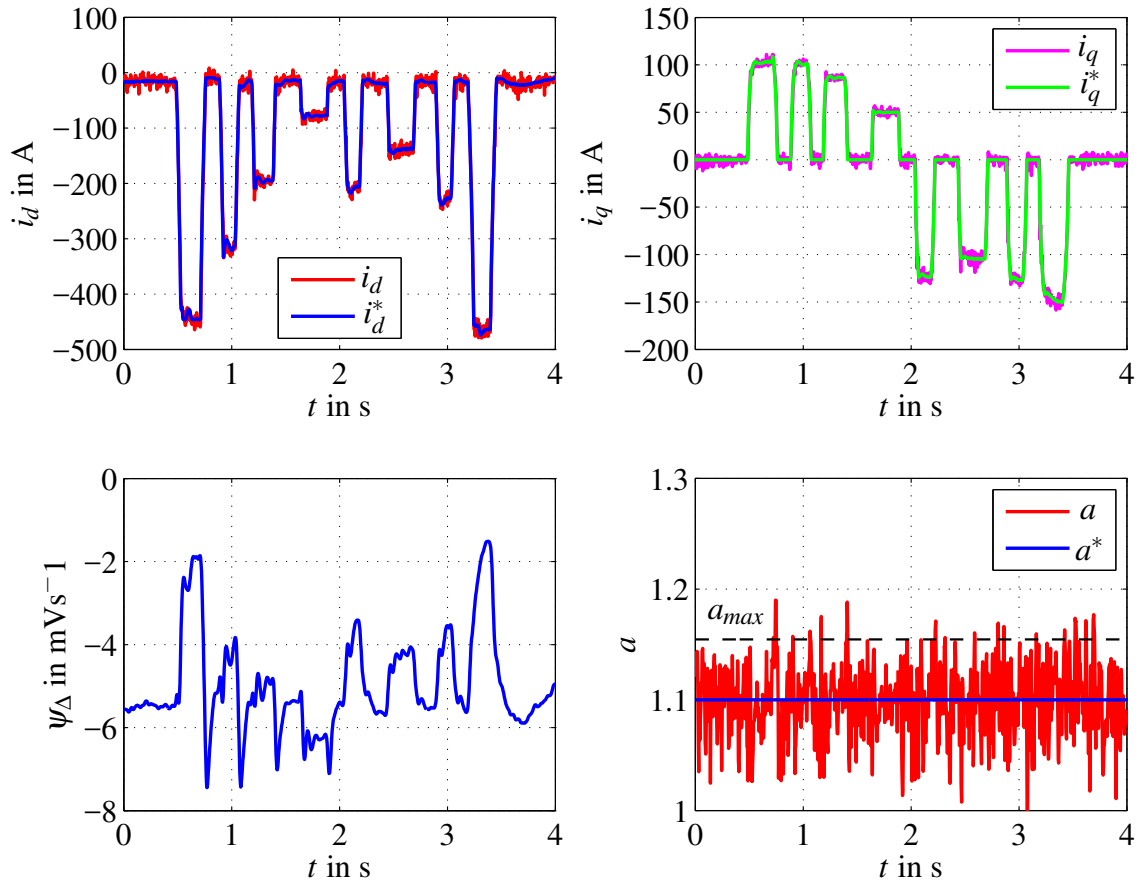 100
0
−100
−200
−300
−400
−500
i_d in A
i_d
i_d^*
0 1 2 3 4
t in s
150
100
50
0
−50
−100
−150
−200
i_q in A
i_q
i_q^*
0 1 2 3 4
t in s
0
−2
−4
−6
−8
ψ_Δ in mVs−1
0 1 2 3 4
t in s
1.3
1.2
1.1
1
a
a
a^*
a_max
0 1 2 3 4
t in s